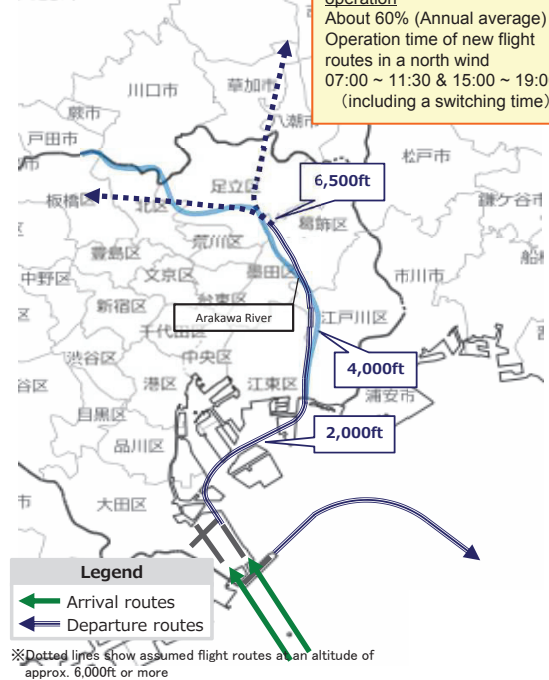 operation
About 60% (Annual average)
Operation time of new flight
routes in a north wind
07:00 ~ 11:30 & 15:00 ~ 19:0
（including a switching time）
川口市
草加市
蕨市
八潮市
戸田市
松戸市
足立区
6,500ft
板橋区
北区
葛飾区
鎌ケ谷市
荒川区
豊島区
墨田区
中野区
文京区
市川市
船
台東区
新宿区
Arakawa River
江戸川区
千代田区
渋谷区
中央区
谷区
港区
江東区
4,000ft
浦安市
目黒区
2,000ft
品川区
市
大田区
Legend
Arrival routes
Departure routes
※Dotted lines show assumed flight routes at an altitude of
approx. 6,000ft or more